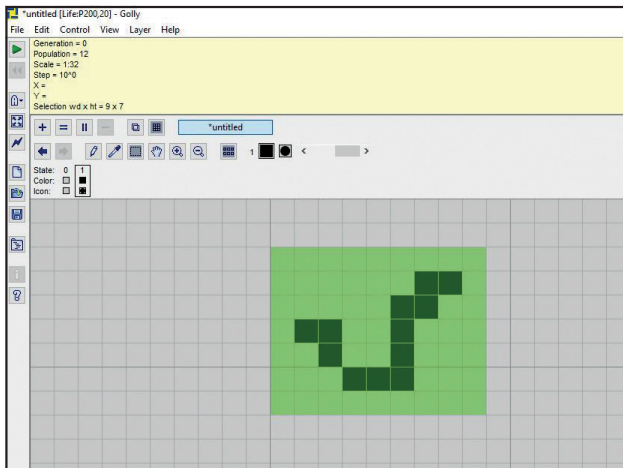 *untitled [Life:P200,20] - Golly
File Edit Control View Layer Help
Generation = 0
Population = 12
Scale = 1:32
Step = 10^0
X =
Y =
Selection wd x ht = 9 x 7
*untitled
1
State: 0 1
Color:
Icon: